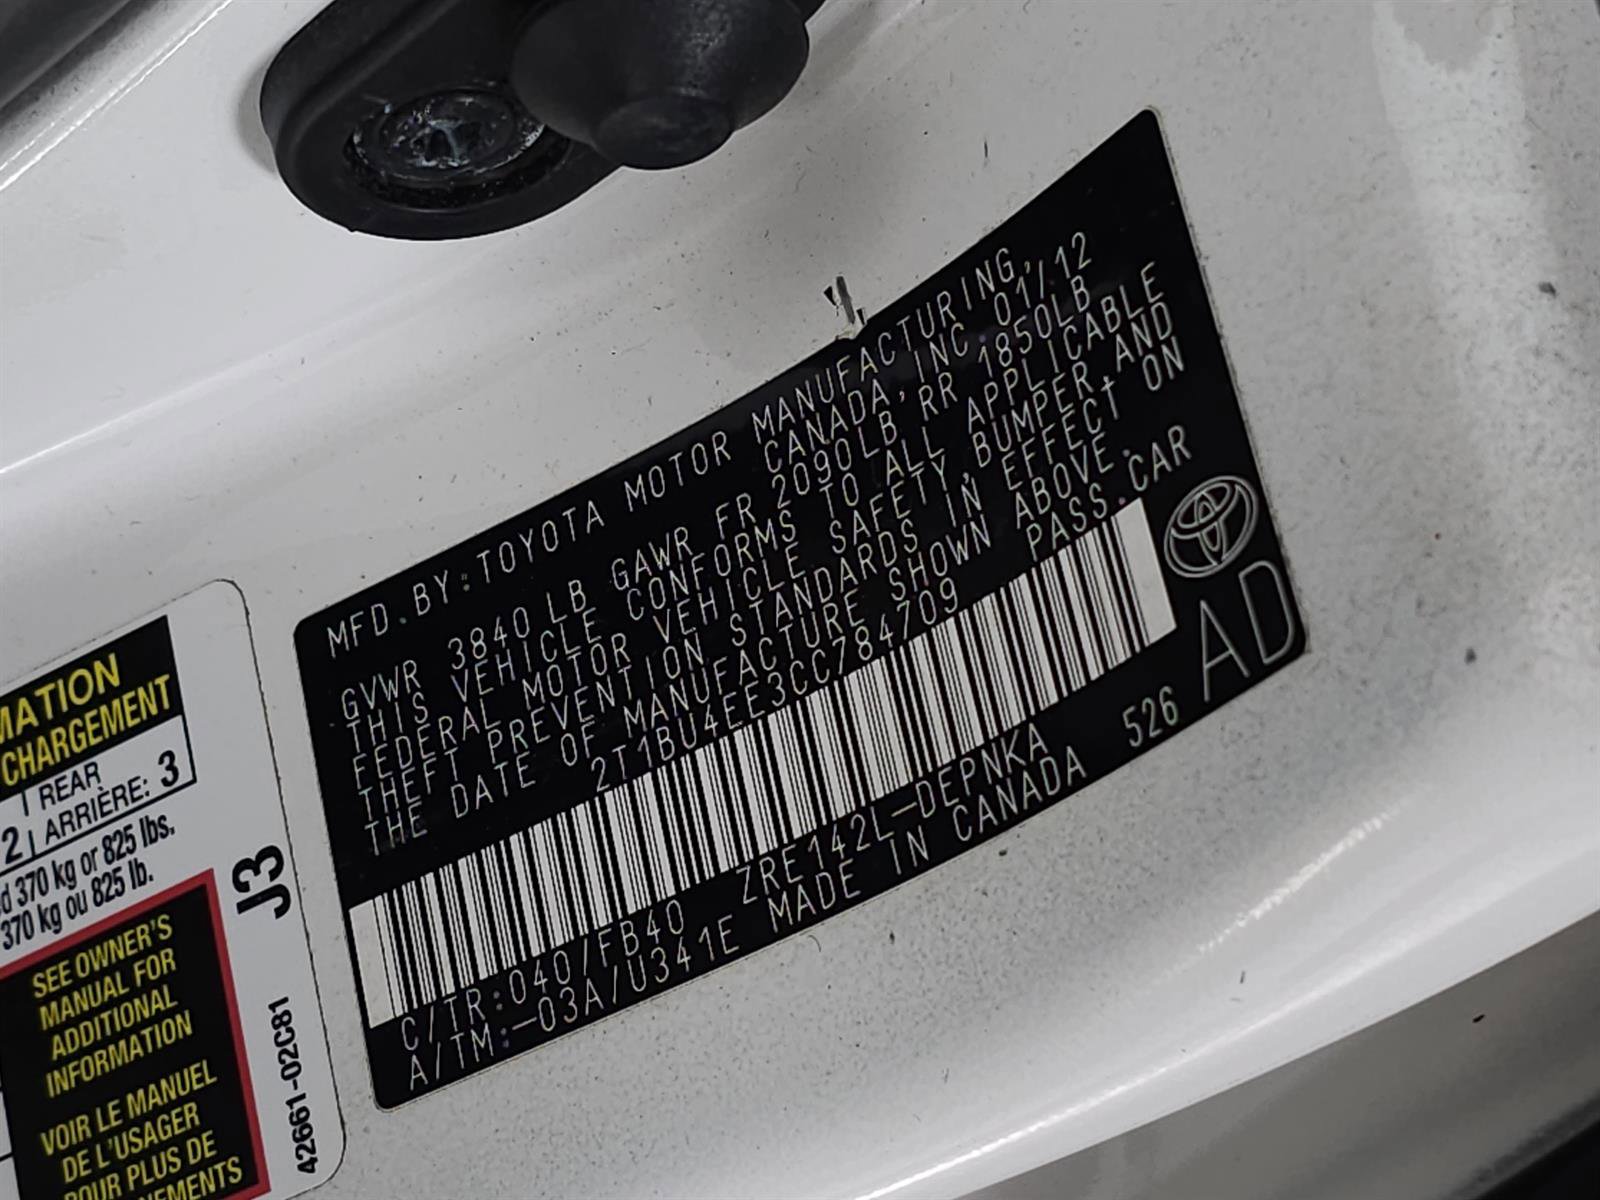 MFD.BY:TOYOTA MOTOR MANUFACTURING,
CANADA, INC. 01/12
GVWR 3840 LB GAWR FR 2090LB, RR 1850LB
THIS VEHICLE CONFORMS TO ALL APPLICABLE
FEDERAL MOTOR VEHICLE SAFETY, BUMPER, AND
THEFT PREVENTION STANDARDS IN EFFECT ON
THE DATE OF MANUFACTURE SHOWN ABOVE.
2T1BU4EE3CC784709 PASS.CAR
C/TR:040/FB40 ZRE142L-DEPNKA
A/TM:-03A/U341E MADE IN CANADA 526
AD
CHARGEMENT
REAR
2 ARRIÈRE: 3
370 kg or 825 lbs.
370 kg ou 825 lb.
SEE OWNER'S
MANUAL FOR
ADDITIONAL
INFORMATION
VOIR LE MANUEL
DE L'USAGER
POUR PLUS DE
J3
42661-02C81